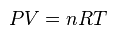 PV = nRT